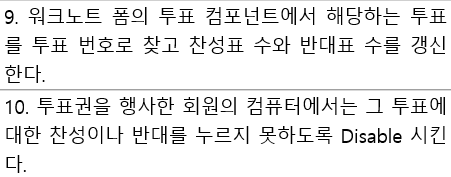 9. 워크노트 폼의 투표 컴포넌트에서 해당하는 투표
를 투표 번호로 찾고 찬성표 수와 반대표 수를 갱신
한다.
10. 투표권을 행사한 회원의 컴퓨터에서는 그 투표에
대한 찬성이나 반대를 누르지 못하도록 Disable 시킨
다.